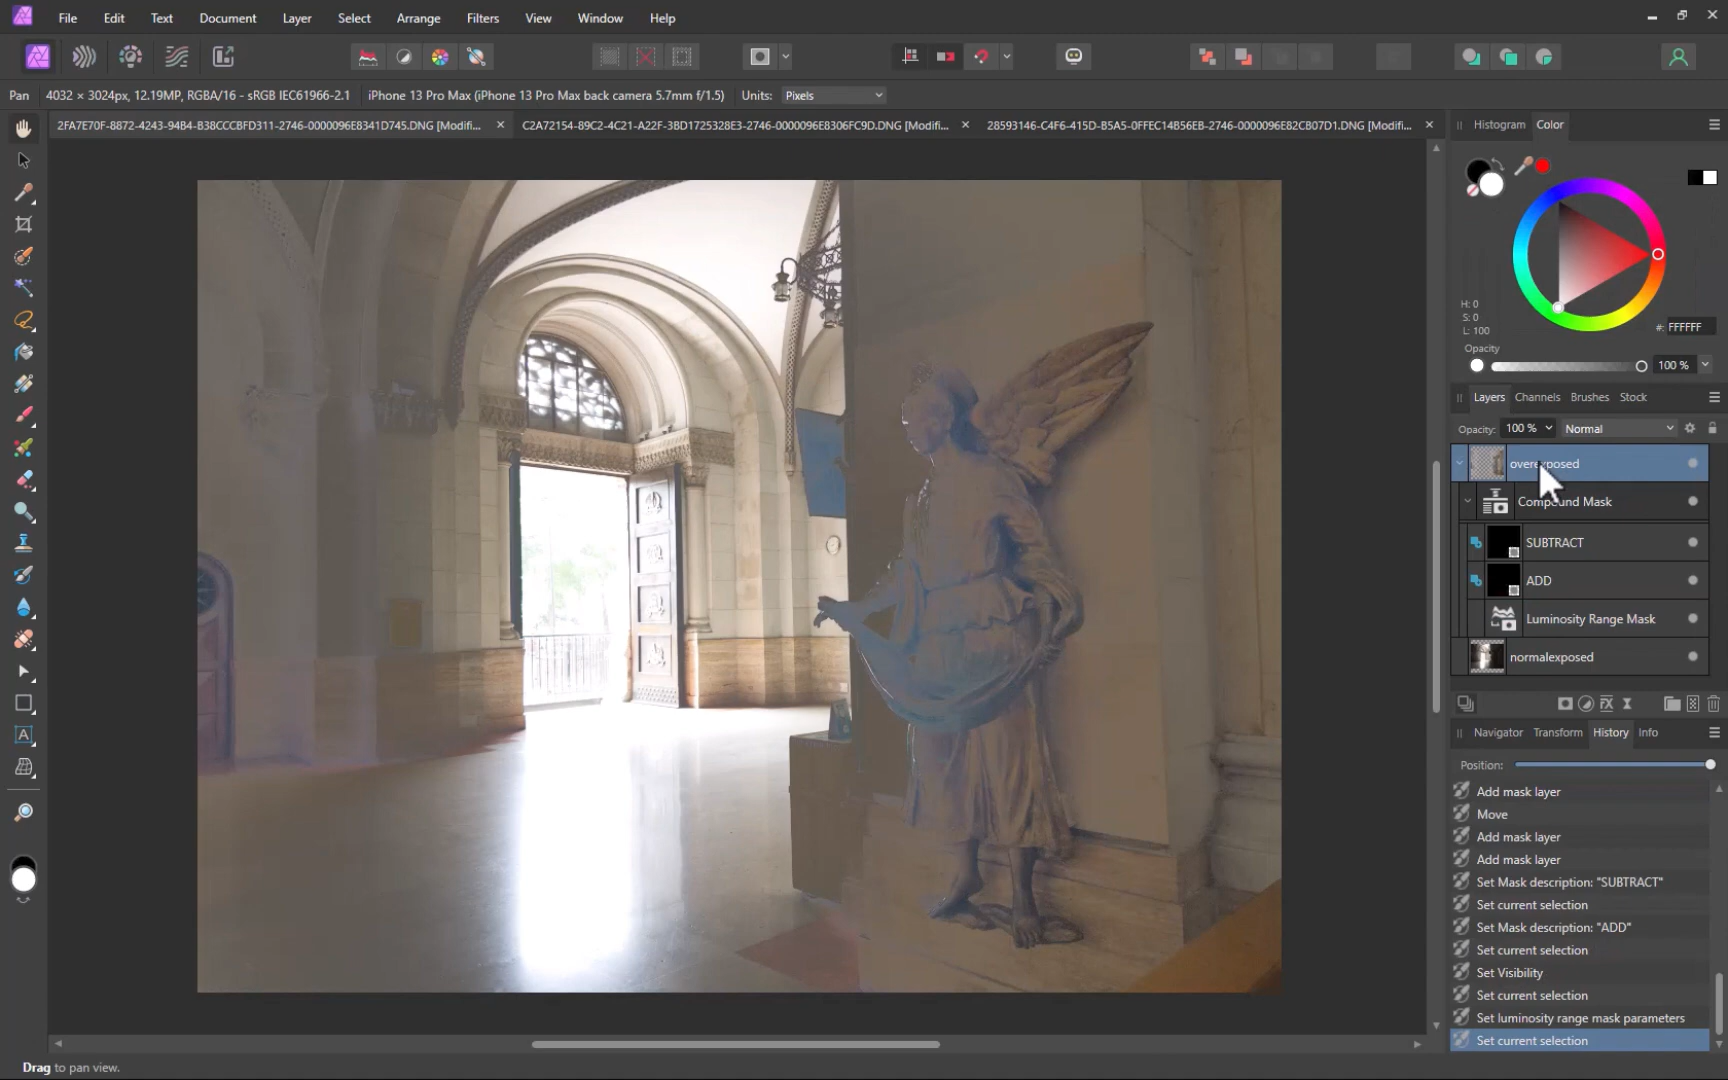 File Edit Text Document Layer Select Arrange Filters View Window Help
Pan 4032 × 3024px, 12.19MP, RGBA/16 - sRGB IEC61966-2.1 iPhone 13 Pro Max (iPhone 13 Pro Max back camera 5.7mm f/1.5) Units: Pixels
2FA7E70F-8872-4243-94B4-B38CCCBFD311-2746-0000096E8341D745.DNG [Modifi... C2A72154-89C2-4C21-A22F-3BD1725328E3-2746-0000096E8306FC9D.DNG [Modifi... 28593146-C4F6-415D-B5A5-0FFEC14B56EB-2746-0000096E82CB07D1.DNG [Modifi...
Histogram Color
H: 0
S: 0
L: 100
#: FFFFFF
Opacity
100 %
Layers Channels Brushes Stock
Opacity: 100 % Normal
overexposed
Compound Mask
SUBTRACT
ADD
Luminosity Range Mask
normalexposed
Navigator Transform History Info
Position:
Add mask layer
Move
Add mask layer
Add mask layer
Set Mask description: "SUBTRACT"
Set current selection
Set Mask description: "ADD"
Set current selection
Set Visibility
Set current selection
Set luminosity range mask parameters
Set current selection
A
Drag to pan view.